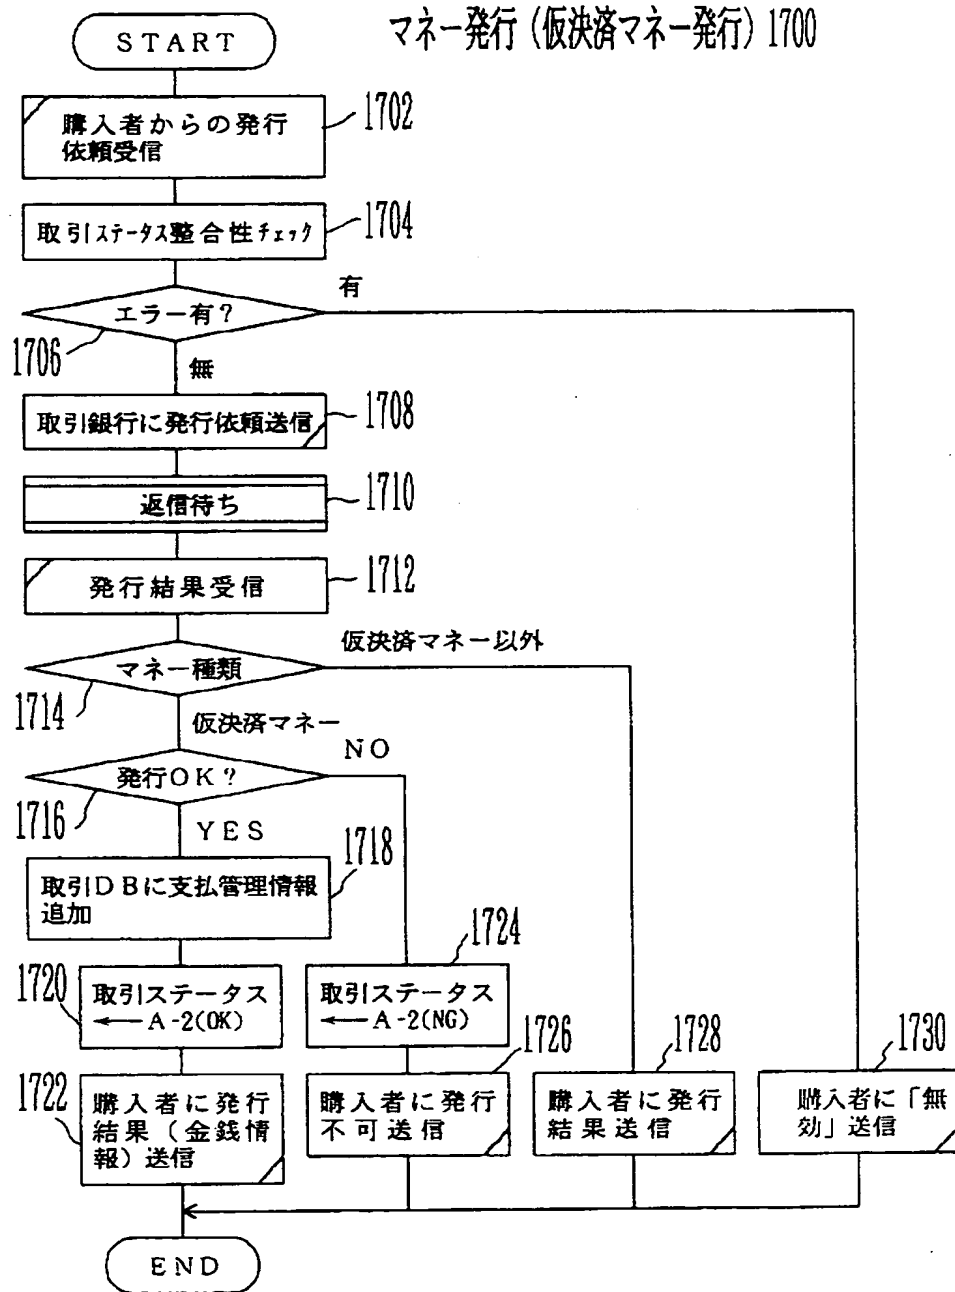 マネー発行（仮決済マネー発行）1700
START
購入者からの発行
依頼受信
1702
取引ステータス整合性チェック
1704
有
エラー有？
1706
無
取引銀行に発行依頼送信
1708
返信待ち
1710
発行結果受信
1712
仮決済マネー以外
マネー種類
1714
仮決済マネー
NO
発行OK？
1716
YES
1718
取引DBに支払管理情報
追加
1724
1720
取引ステータス
←A-2(OK)
取引ステータス
←A-2(NG)
1726
1728
1730
1722
購入者に発行
結果（金銭情
報）送信
購入者に発行
不可送信
購入者に発行
結果送信
購入者に「無
効」送信
END